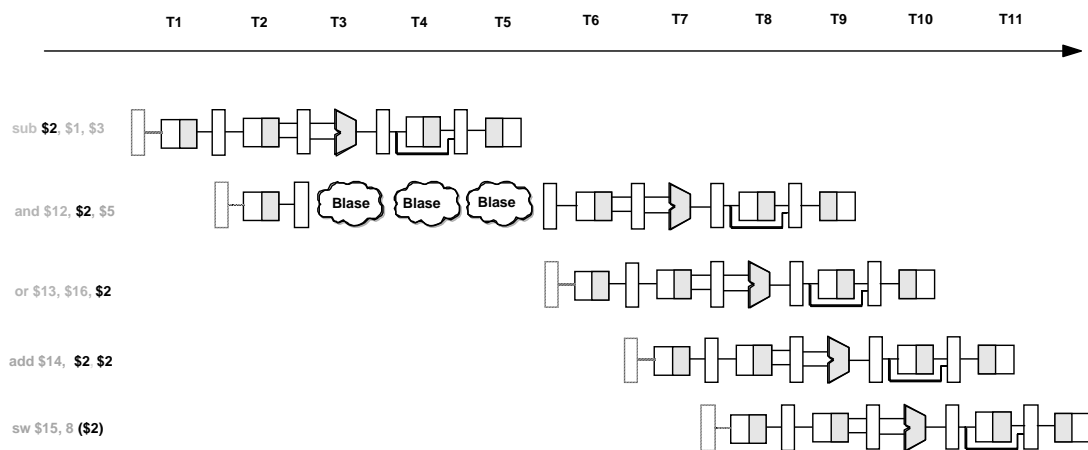 T1 T2 T3 T4 T5 T6 T7 T8 T9 T10 T11
sub $2, $1, $3
and $12, $2, $5 Blase Blase Blase
or $13, $16, $2
add $14, $2, $2
sw $15, 8 ($2)